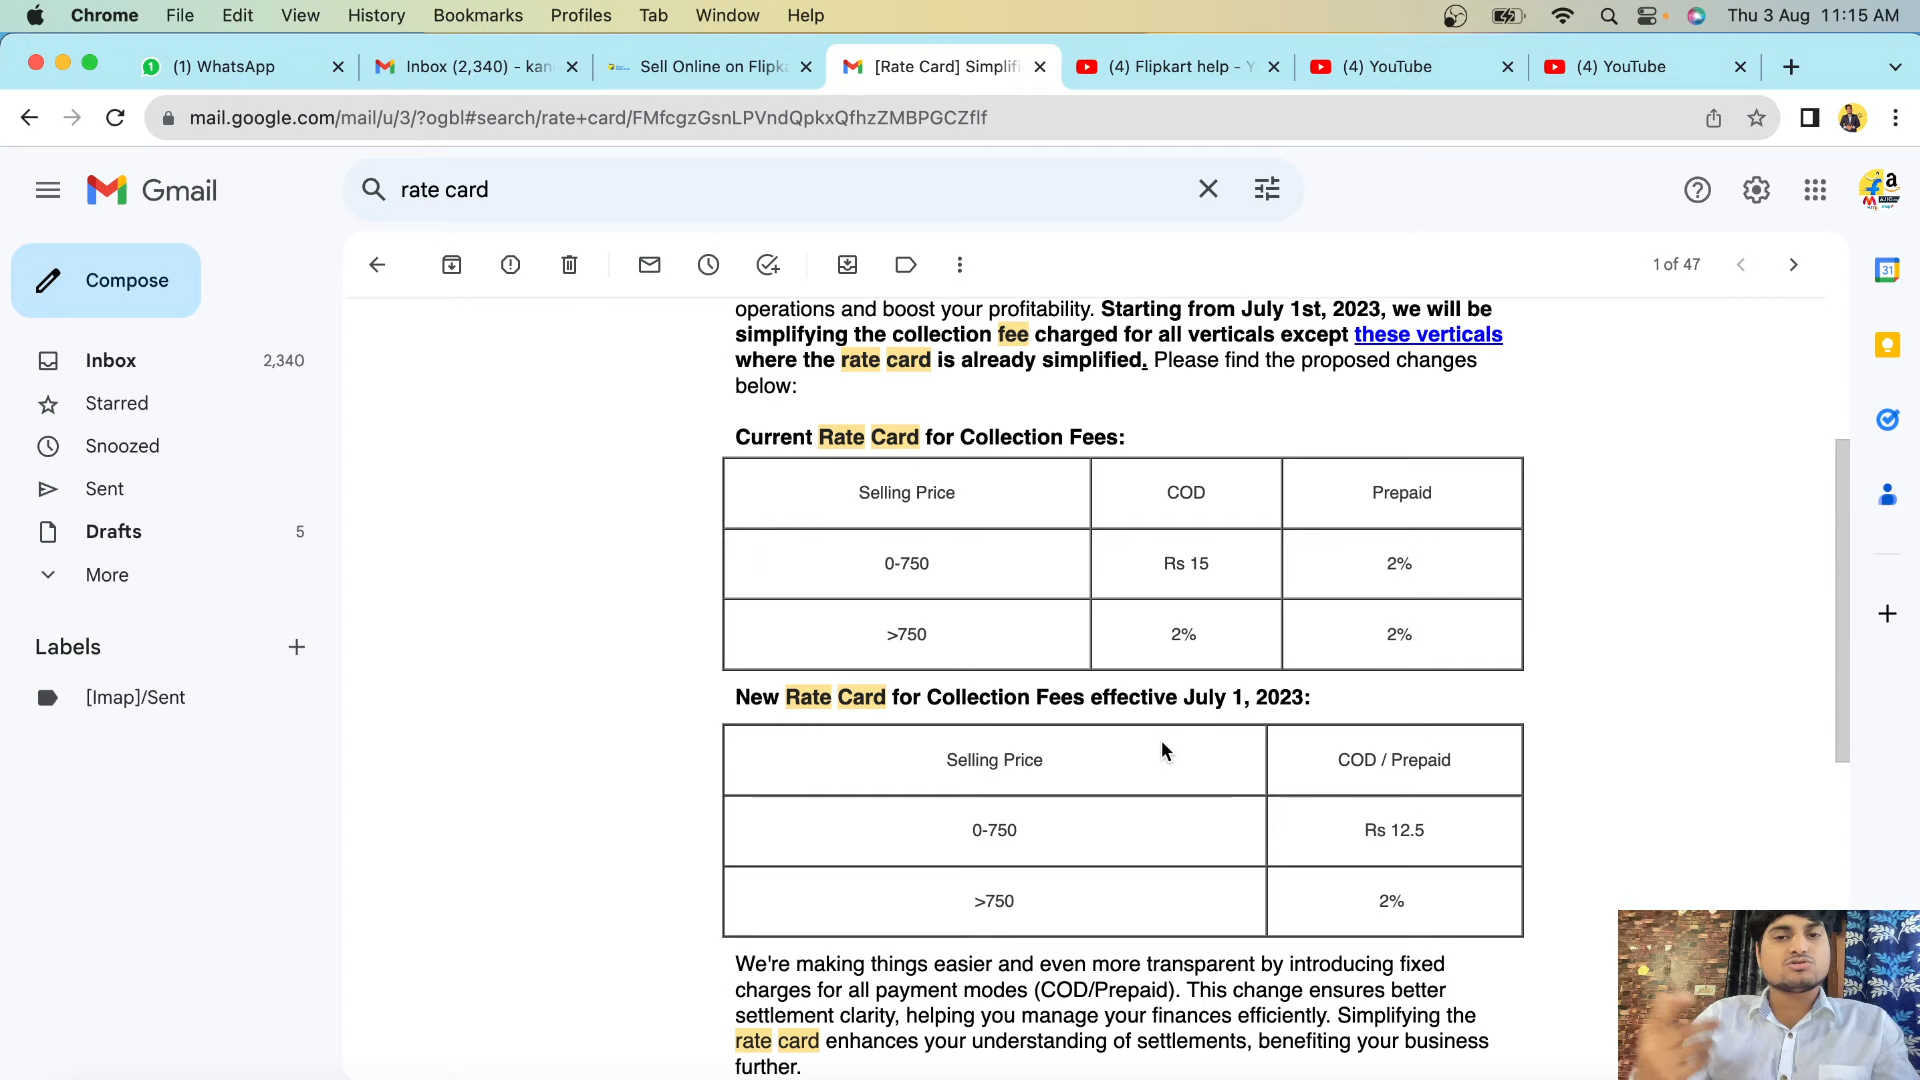 Chrome File Edit View History Bookmarks Profiles Tab Window Help Thu 3 Aug 11:15 AM
(1) WhatsApp Inbox (2,340) - kan Sell Online on Flipk [Rate Card] Simplifi (4) Flipkart help - Y (4) YouTube (4) YouTube
mail.google.com/mail/u/3/?ogbl#search/rate+card/FMfcgzGsnLPVndQpkxQfhzZMBPGCZflf
Gmail
rate card
Compose
1 of 47
Inbox 2,340
Starred
Snoozed
Sent
Drafts 5
More
Labels
[Imap]/Sent
operations and boost your profitability. Starting from July 1st, 2023, we will be
simplifying the collection fee charged for all verticals except these verticals
where the rate card is already simplified. Please find the proposed changes
below:
Current Rate Card for Collection Fees:
Selling Price COD Prepaid
0-750 Rs 15 2%
>750 2% 2%
New Rate Card for Collection Fees effective July 1, 2023:
Selling Price COD / Prepaid
0-750 Rs 12.5
>750 2%
We're making things easier and even more transparent by introducing fixed
charges for all payment modes (COD/Prepaid). This change ensures better
settlement clarity, helping you manage your finances efficiently. Simplifying the
rate card enhances your understanding of settlements, benefiting your business
further.
31